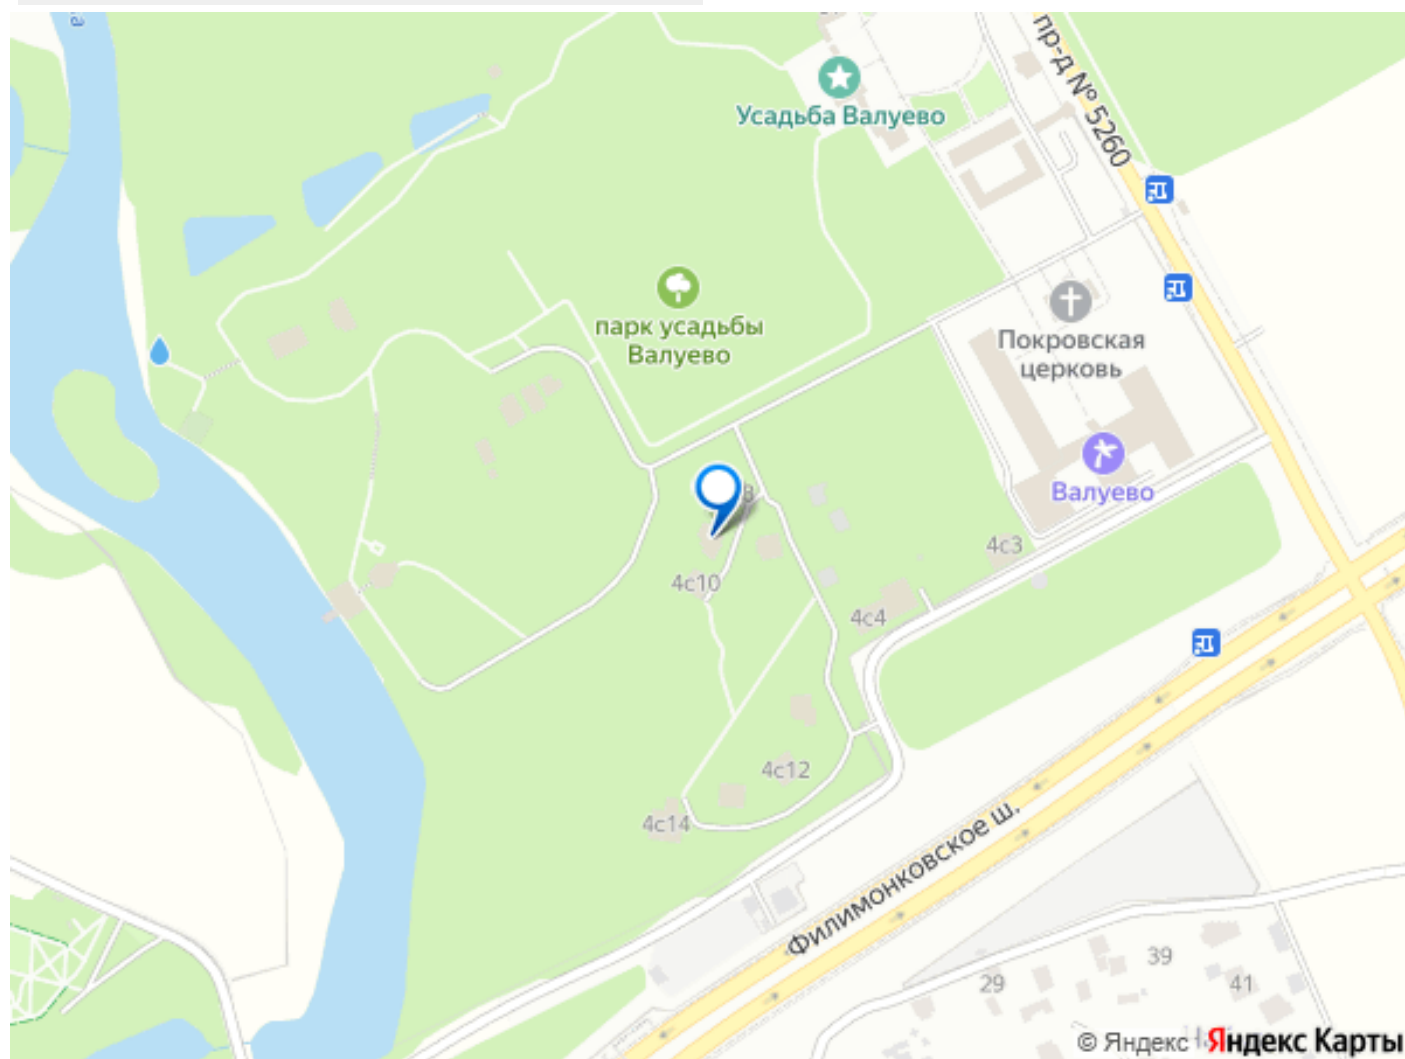 пр-д № 5260
Усадьба Валуево
парк усадьбы
Валуево
Покровская
церковь
Валуево
4с3
4с10
4с4
4с12
4с14
Филимонковское ш.
39
29
41
© Яндекс Яндекс Карты